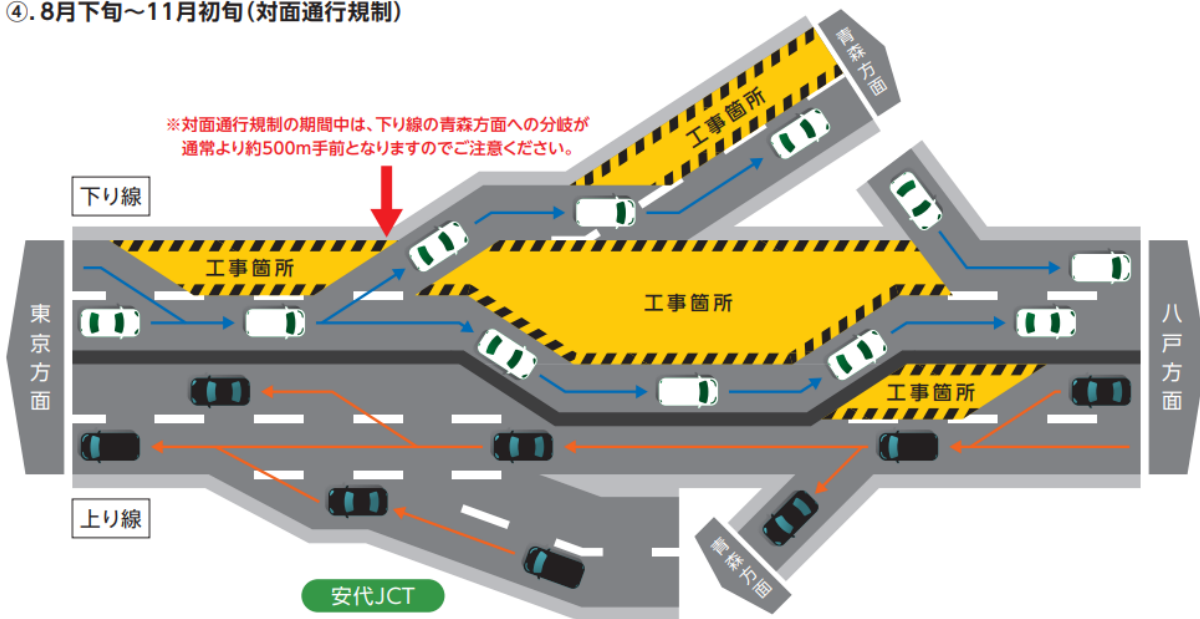 ④. 8月下旬～11月初旬(対面通行規制)
青森方面
工事箇所
※対面通行規制の期間中は、下り線の青森方面への分岐が
通常より約500m手前となりますのでご注意ください。
下り線
工事箇所
工事箇所
東京方面
八戸方面
工事箇所
上り線
青森方面
安代JCT